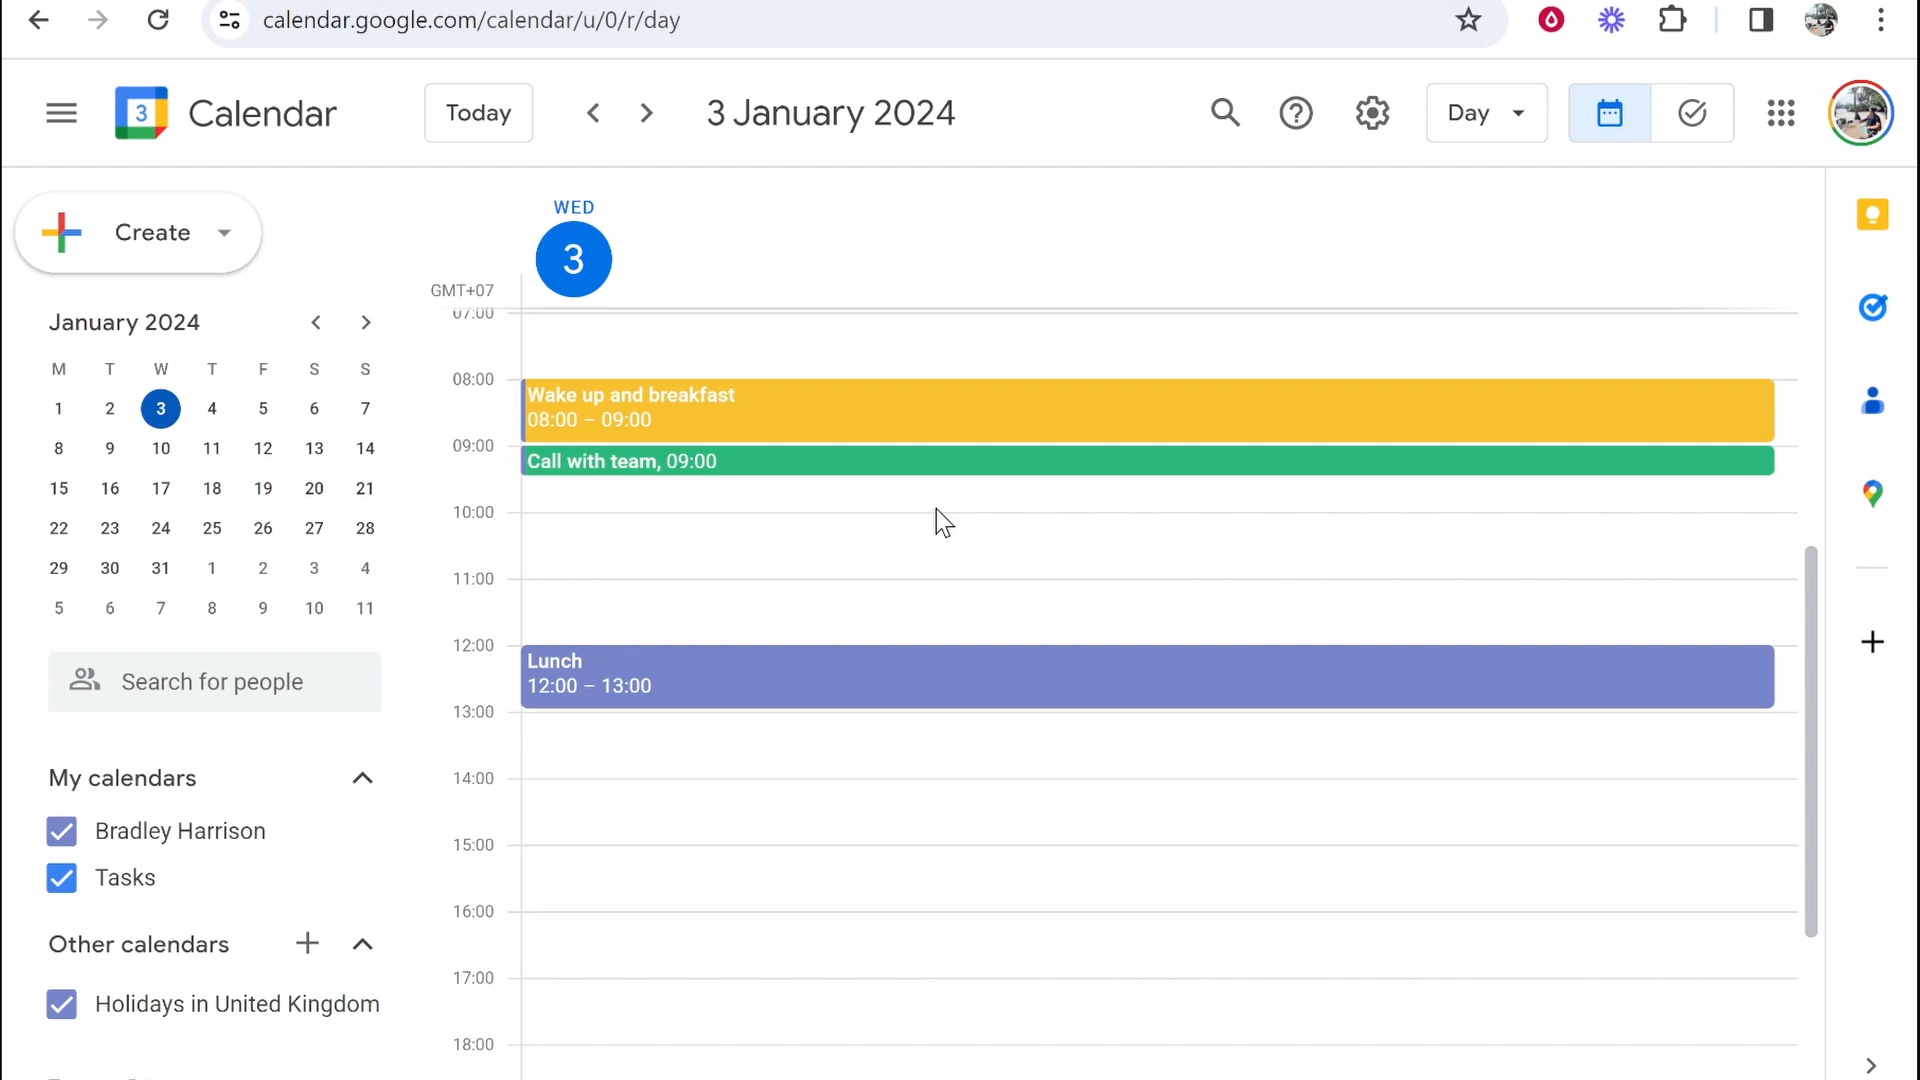 calendar.google.com/calendar/u/0/r/day
3 Calendar
Today
3 January 2024
Day
Create
January 2024
M T W T F S S
1 2 3 4 5 6 7
8 9 10 11 12 13 14
15 16 17 18 19 20 21
22 23 24 25 26 27 28
29 30 31 1 2 3 4
5 6 7 8 9 10 11
Search for people
My calendars
Bradley Harrison
Tasks
Other calendars
Holidays in United Kingdom
WED
3
GMT+07
07:00
08:00
Wake up and breakfast
08:00 – 09:00
09:00
Call with team, 09:00
10:00
11:00
12:00
Lunch
12:00 – 13:00
13:00
14:00
15:00
16:00
17:00
18:00